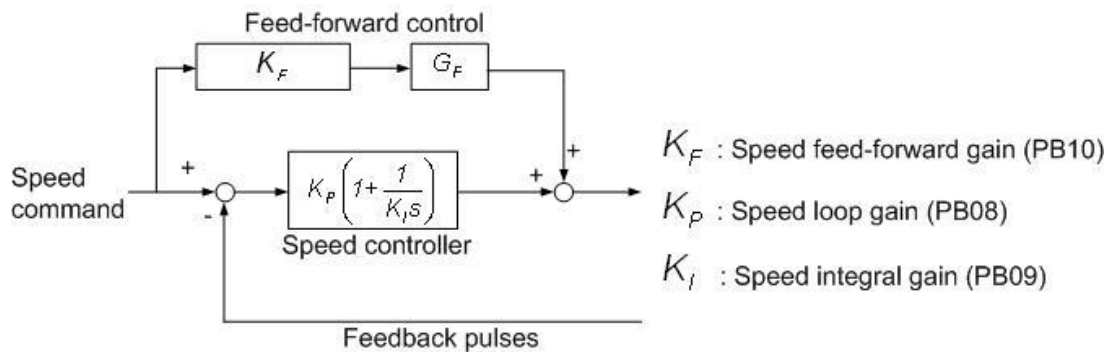 Feed-forward control
K_F
G_F
+
+
Speed
command
+
-
K_P(1+1/(K_I s))
Speed controller
Feedback pulses
K_F : Speed feed-forward gain (PB10)
K_P : Speed loop gain (PB08)
K_I : Speed integral gain (PB09)